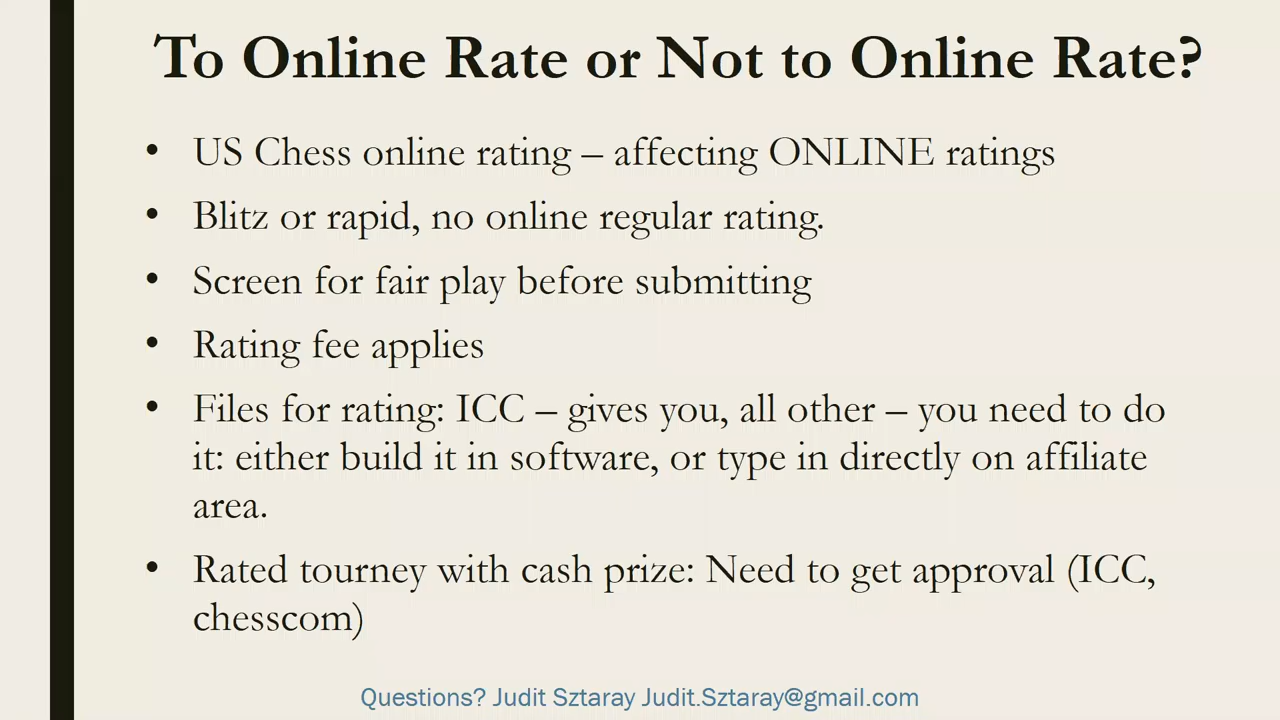 To Online Rate or Not to Online Rate?
• US Chess online rating – affecting ONLINE ratings
• Blitz or rapid, no online regular rating.
• Screen for fair play before submitting
• Rating fee applies
• Files for rating: ICC – gives you, all other – you need to do
it: either build it in software, or type in directly on affiliate
area.
• Rated tourney with cash prize: Need to get approval (ICC,
chesscom)
Questions? Judit Sztaray Judit.Sztaray@gmail.com